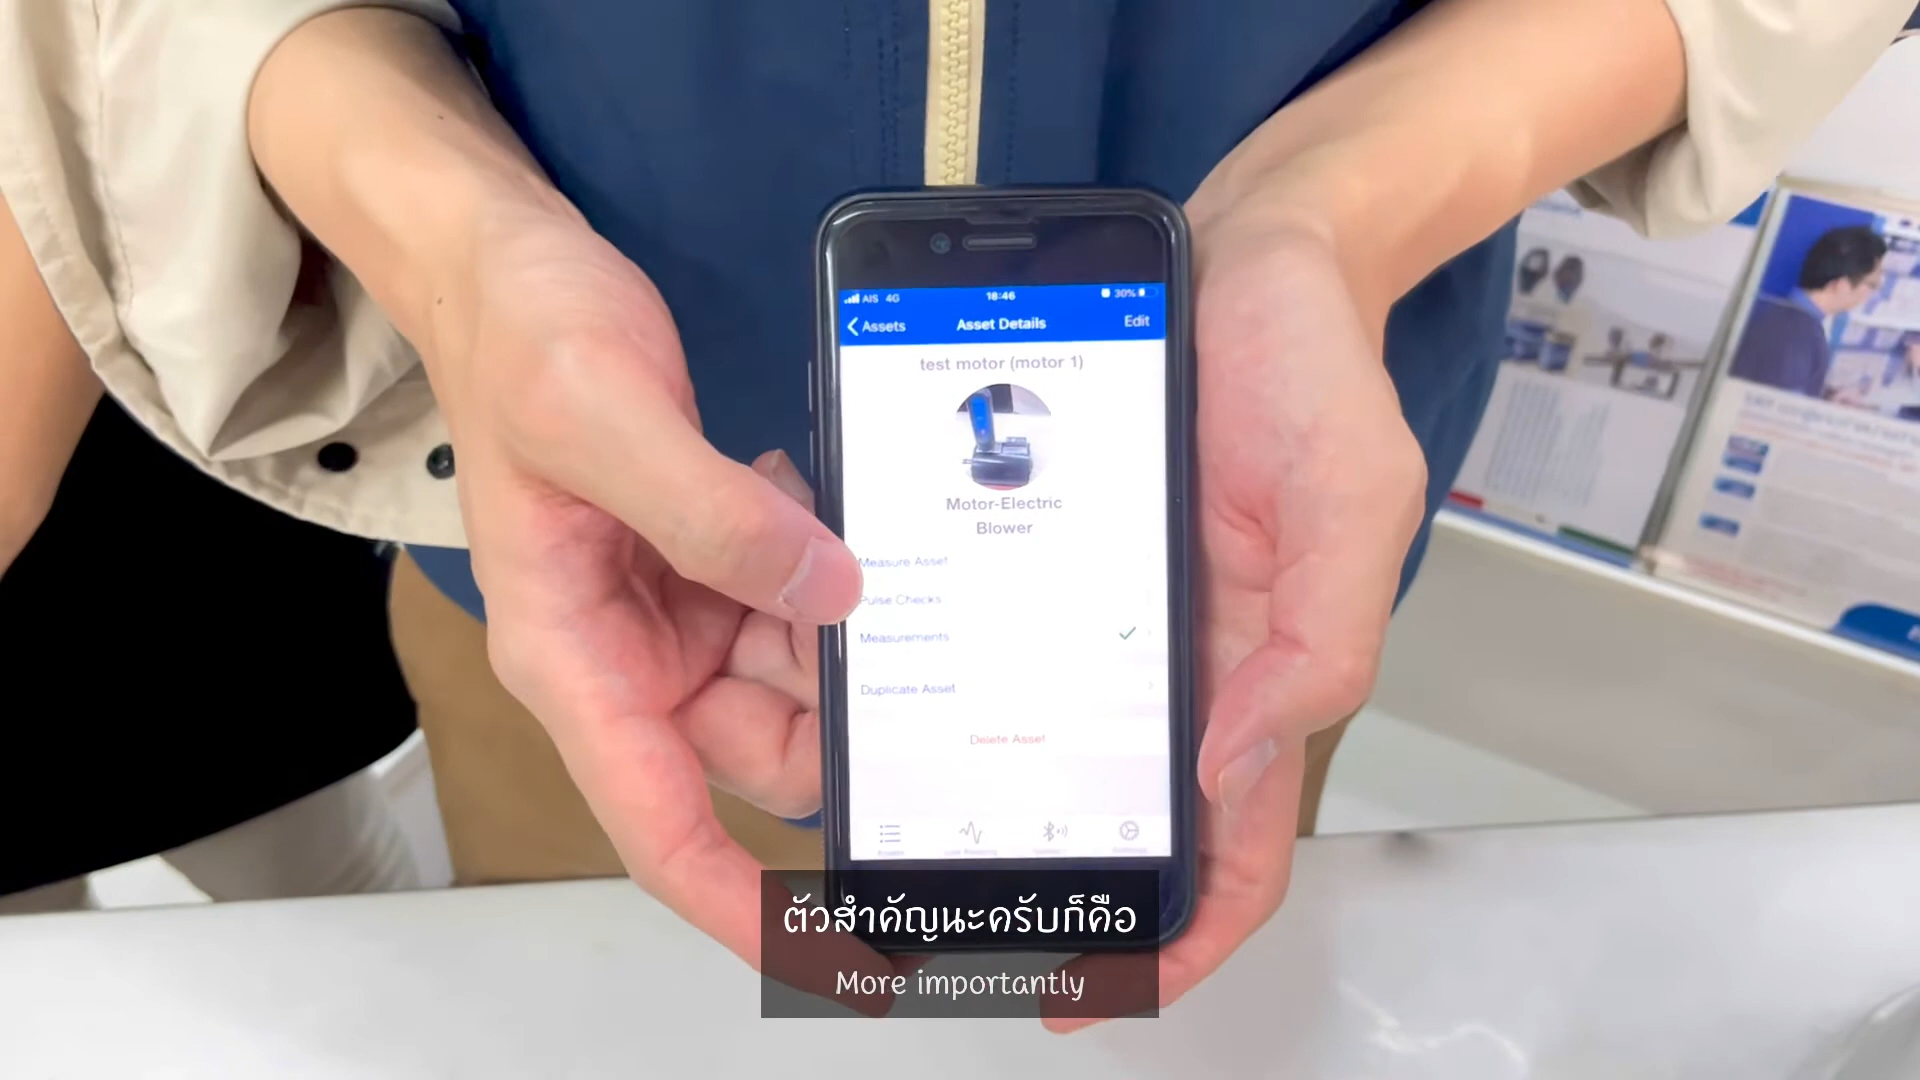 AIS 4G
18:46
30%
Assets
Asset Details
Edit
test motor (motor 1)
Motor-Electric
Blower
Measure Asset
Pulse Checks
Measurements
Duplicate Asset
Delete Asset
ตัวสำคัญนะครับก็คือ
More importantly